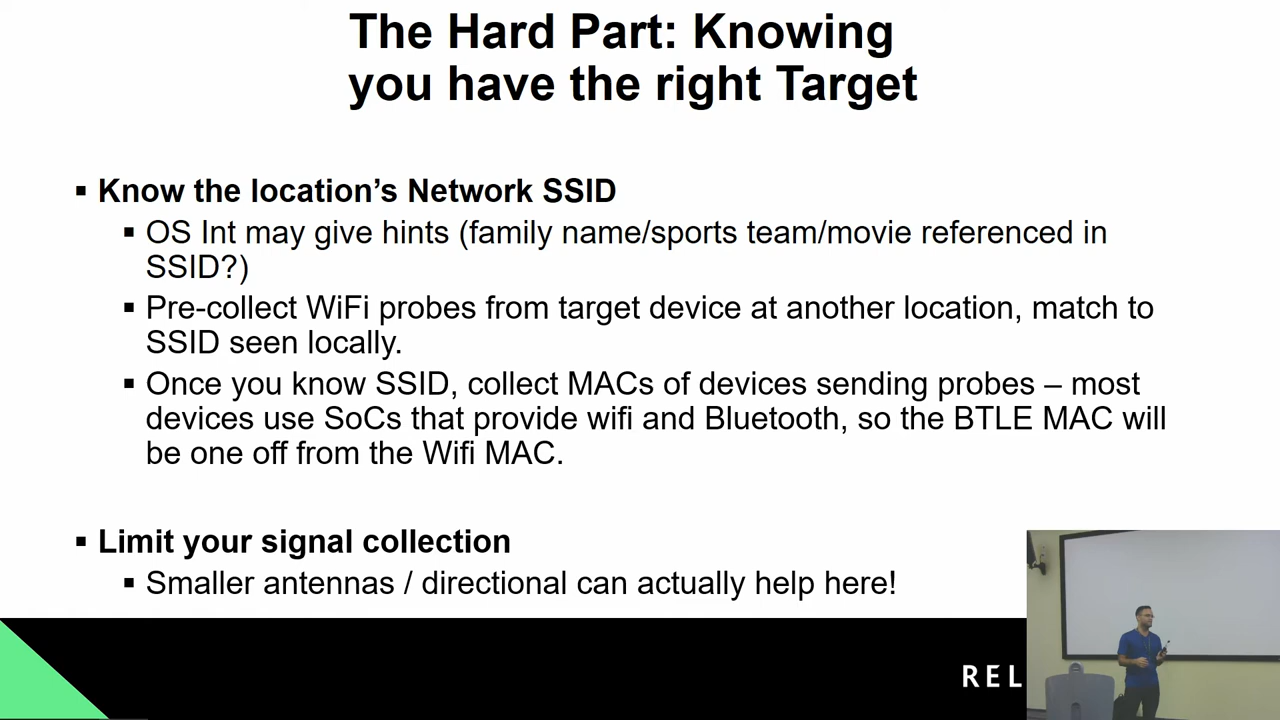 The Hard Part: Knowing
you have the right Target
▪ Know the location’s Network SSID
▪ OS Int may give hints (family name/sports team/movie referenced in
SSID?)
▪ Pre-collect WiFi probes from target device at another location, match to
SSID seen locally.
▪ Once you know SSID, collect MACs of devices sending probes – most
devices use SoCs that provide wifi and Bluetooth, so the BTLE MAC will
be one off from the Wifi MAC.
▪ Limit your signal collection
▪ Smaller antennas / directional can actually help here!
REL